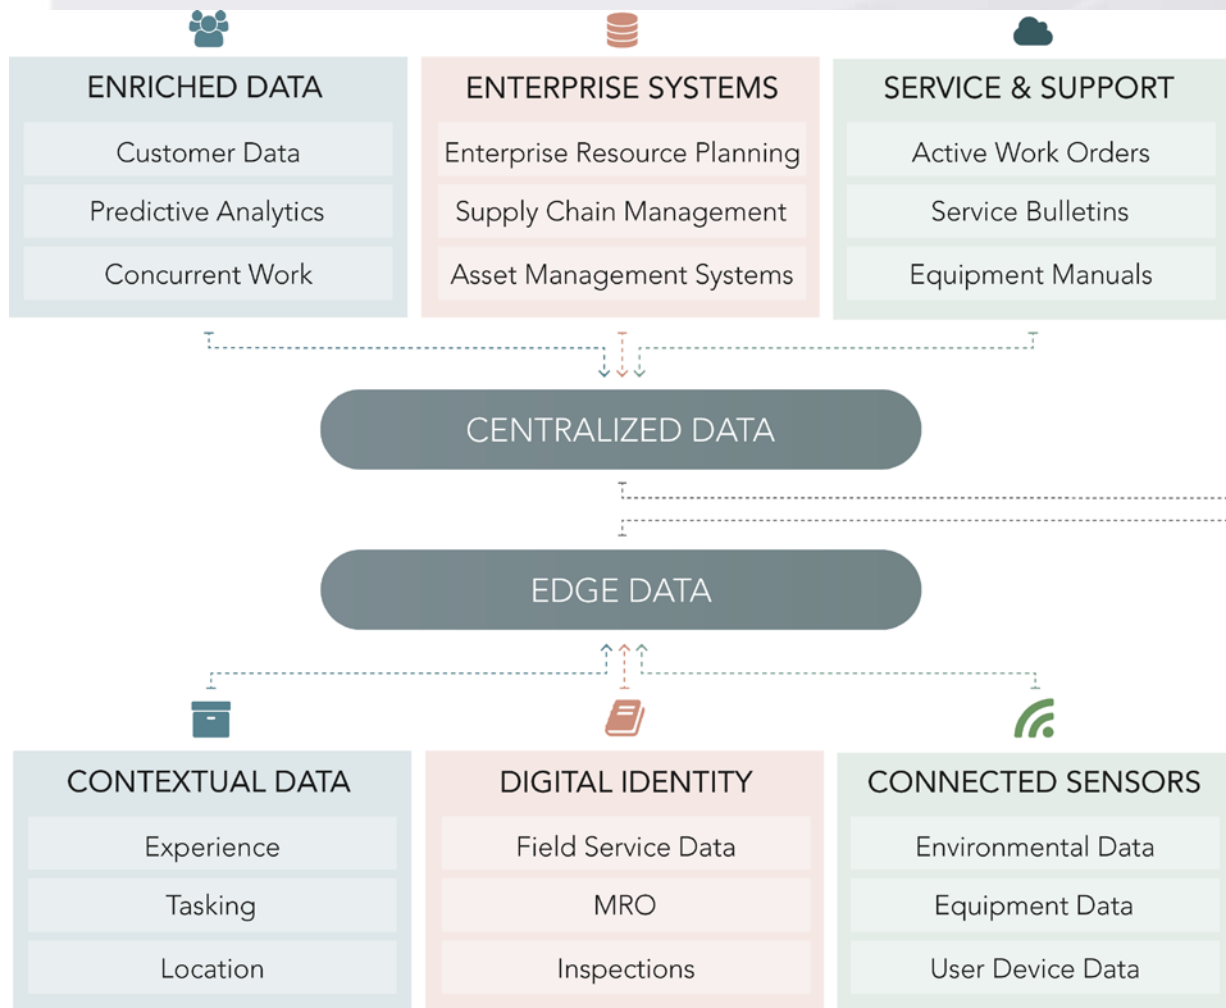 ENRICHED DATA
Customer Data
Predictive Analytics
Concurrent Work
ENTERPRISE SYSTEMS
Enterprise Resource Planning
Supply Chain Management
Asset Management Systems
SERVICE & SUPPORT
Active Work Orders
Service Bulletins
Equipment Manuals
CENTRALIZED DATA
EDGE DATA
CONTEXTUAL DATA
Experience
Tasking
Location
DIGITAL IDENTITY
Field Service Data
MRO
Inspections
CONNECTED SENSORS
Environmental Data
Equipment Data
User Device Data